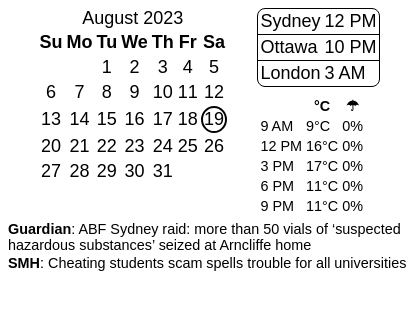 August 2023
Su Mo Tu We Th Fr Sa
1 2 3 4 5
6 7 8 9 10 11 12
13 14 15 16 17 18 19
20 21 22 23 24 25 26
27 28 29 30 31
Sydney 12 PM
Ottawa 10 PM
London 3 AM
°C ☂
9 AM 9°C 0%
12 PM 16°C 0%
3 PM 17°C 0%
6 PM 11°C 0%
9 PM 11°C 0%
Guardian: ABF Sydney raid: more than 50 vials of ‘suspected
hazardous substances’ seized at Arncliffe home
SMH: Cheating students scam spells trouble for all universities